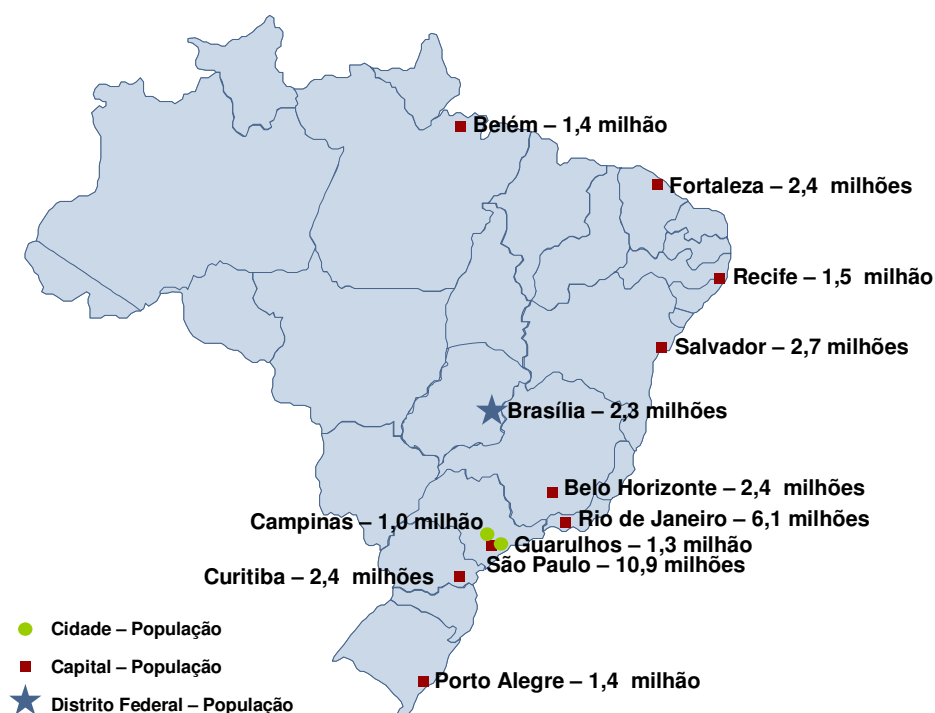 Belém – 1,4 milhão
Fortaleza – 2,4 milhões
Recife – 1,5 milhão
Salvador – 2,7 milhões
Brasília – 2,3 milhões
Belo Horizonte – 2,4 milhões
Rio de Janeiro – 6,1 milhões
Campinas – 1,0 milhão
Guarulhos – 1,3 milhão
São Paulo – 10,9 milhões
Curitiba – 2,4 milhões
Cidade – População
Capital – População
Porto Alegre – 1,4 milhão
Distrito Federal – População